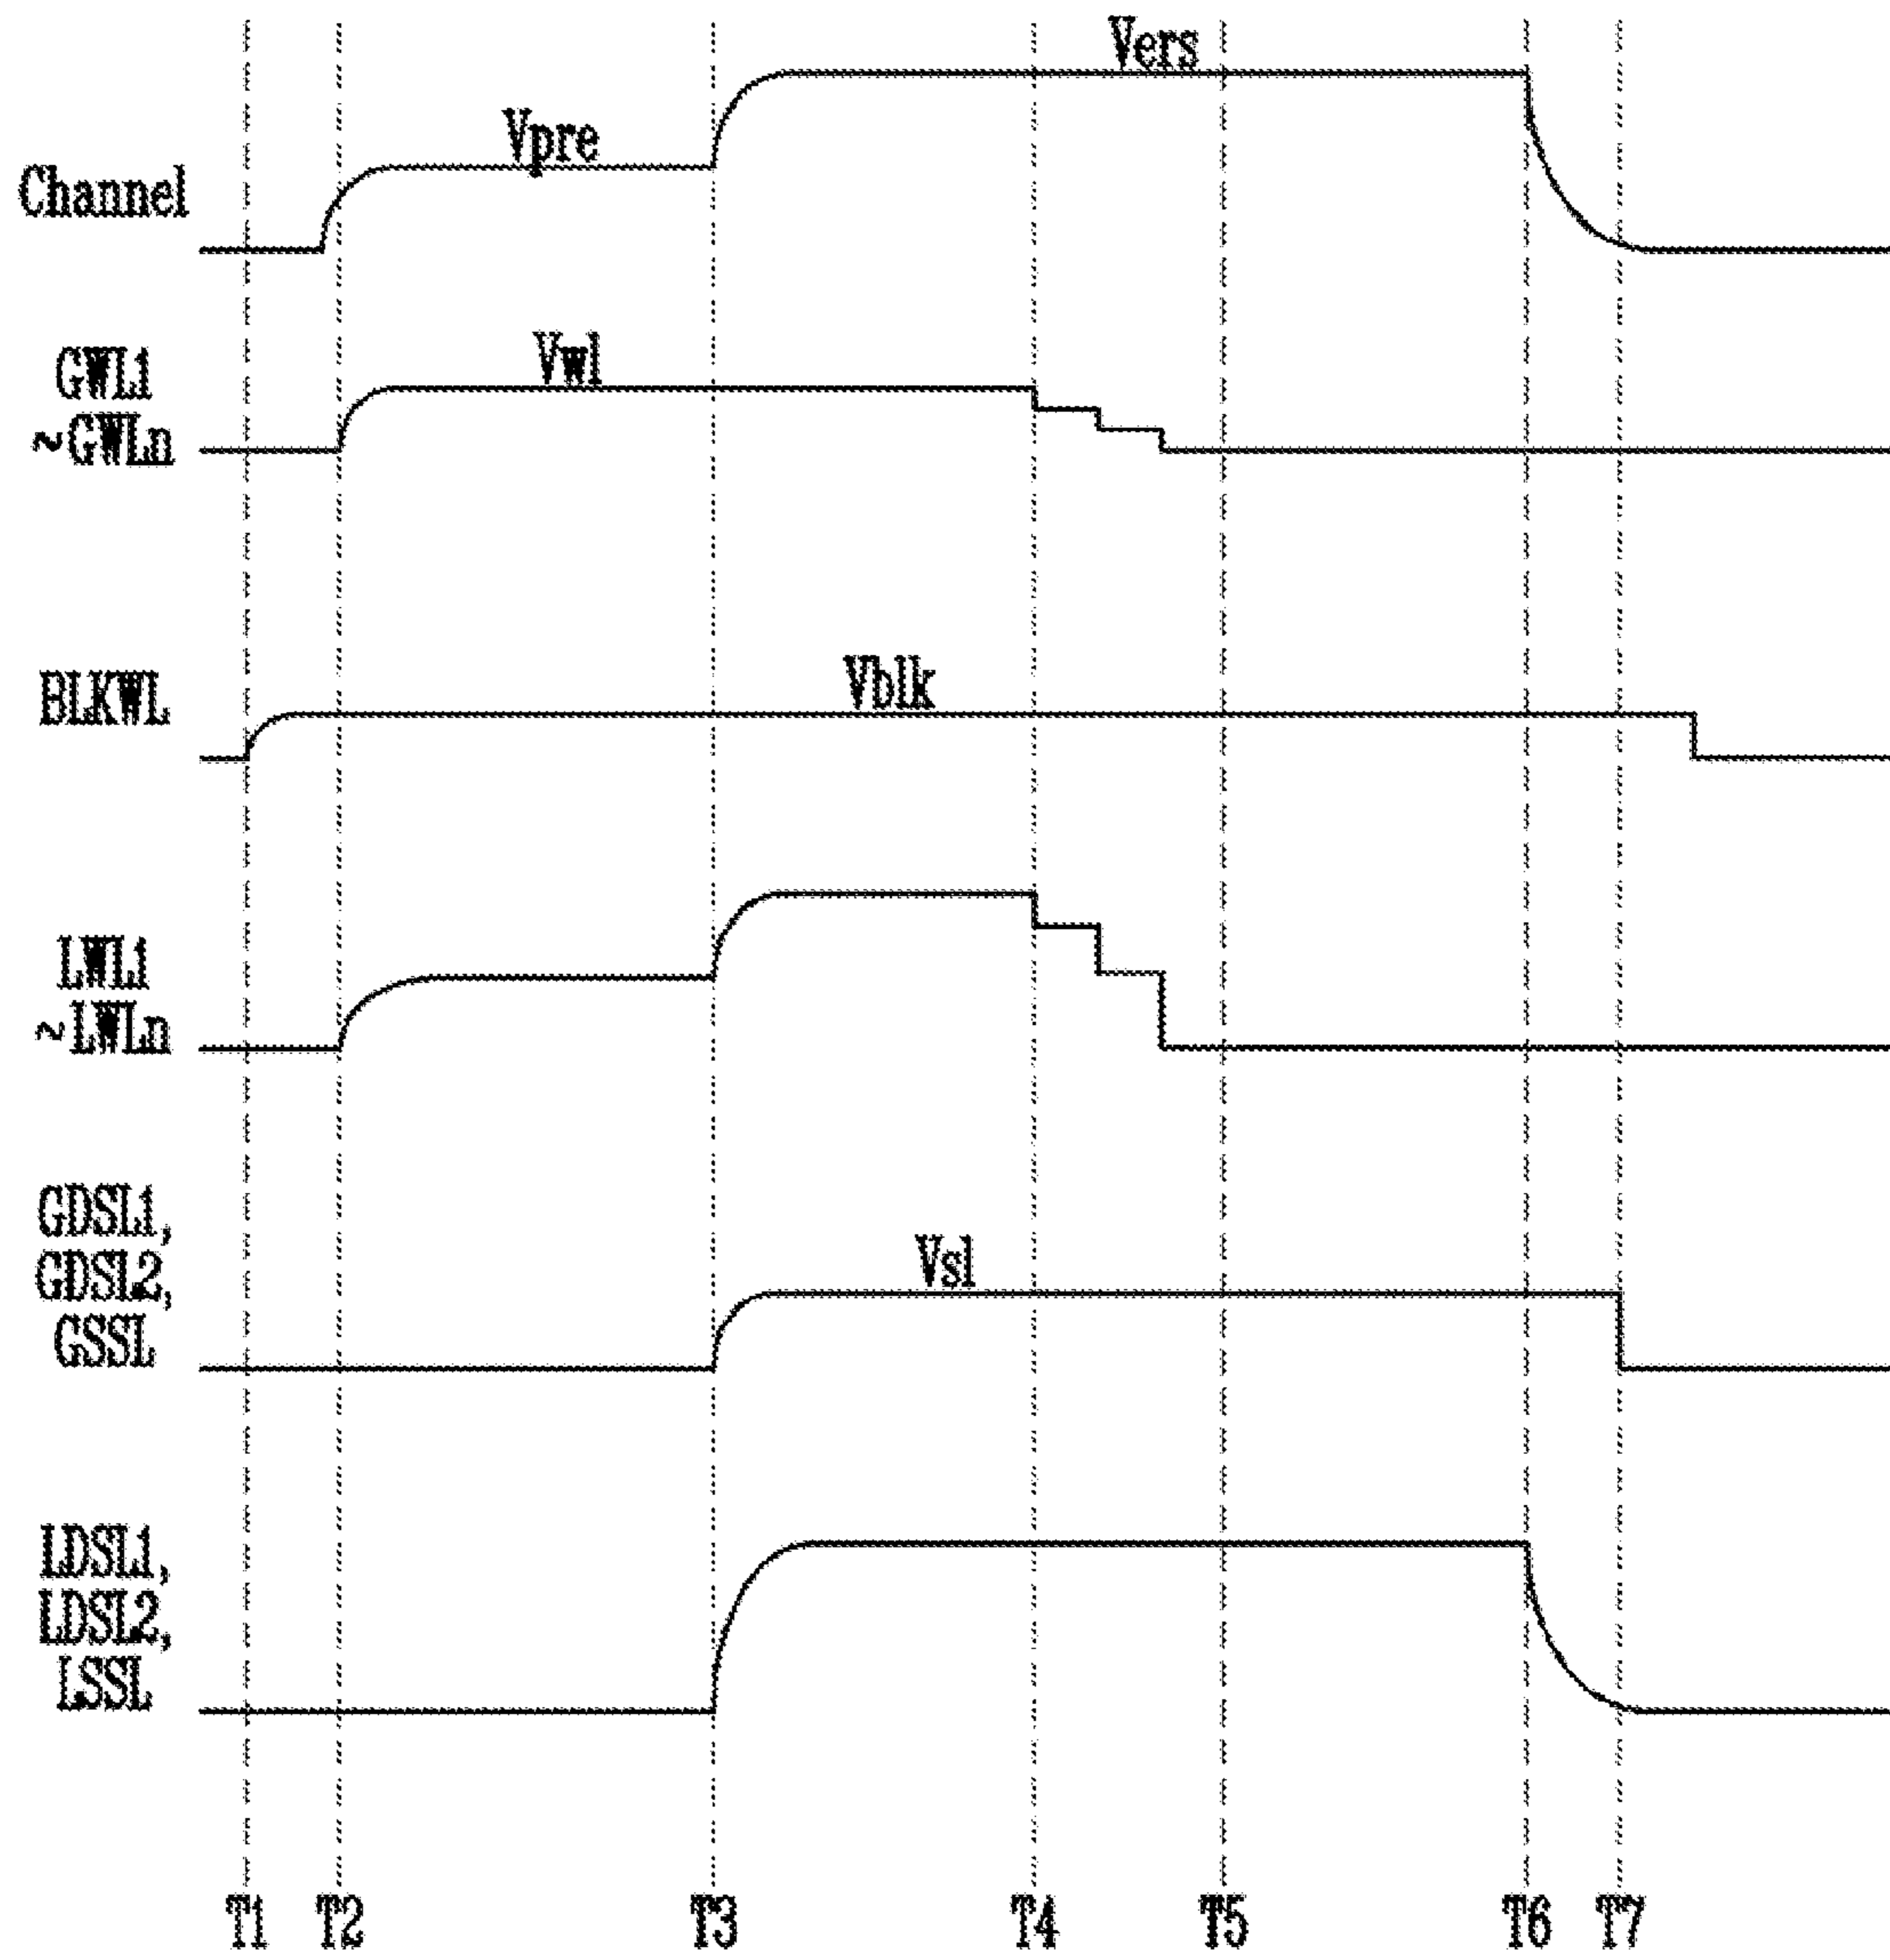 Vers
Vpre
Channel
Vwl
GWL1
~GWLn
Vblk
BLKWL
LWL1
~LWLn
GDSL1,
GDSL2,
GSSL
Vsl
LDSL1,
LDSL2,
LSSL
T1 T2 T3 T4 T5 T6 T7